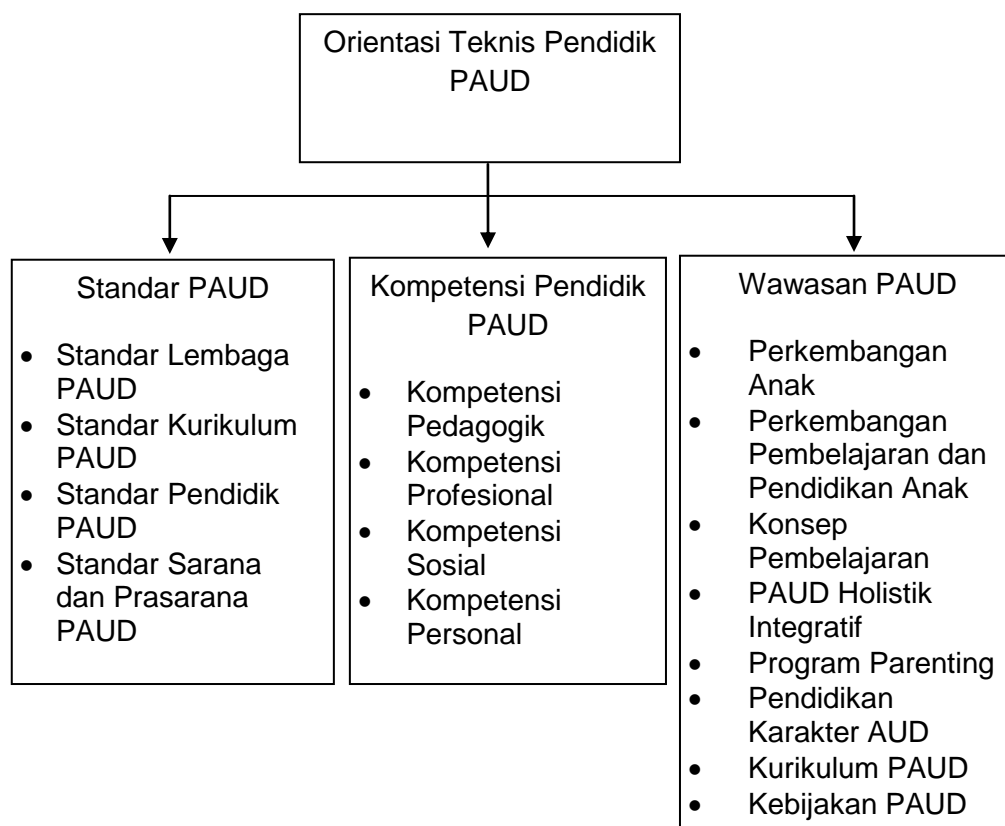 Orientasi Teknis Pendidik
PAUD
Standar PAUD
• Standar Lembaga
PAUD
• Standar Kurikulum
PAUD
• Standar Pendidik
PAUD
• Standar Sarana
dan Prasarana
PAUD
Kompetensi Pendidik
PAUD
• Kompetensi
Pedagogik
• Kompetensi
Profesional
• Kompetensi
Sosial
• Kompetensi
Personal
Wawasan PAUD
• Perkembangan
Anak
• Perkembangan
Pembelajaran dan
Pendidikan Anak
• Konsep
Pembelajaran
• PAUD Holistik
Integratif
• Program Parenting
• Pendidikan
Karakter AUD
• Kurikulum PAUD
• Kebijakan PAUD